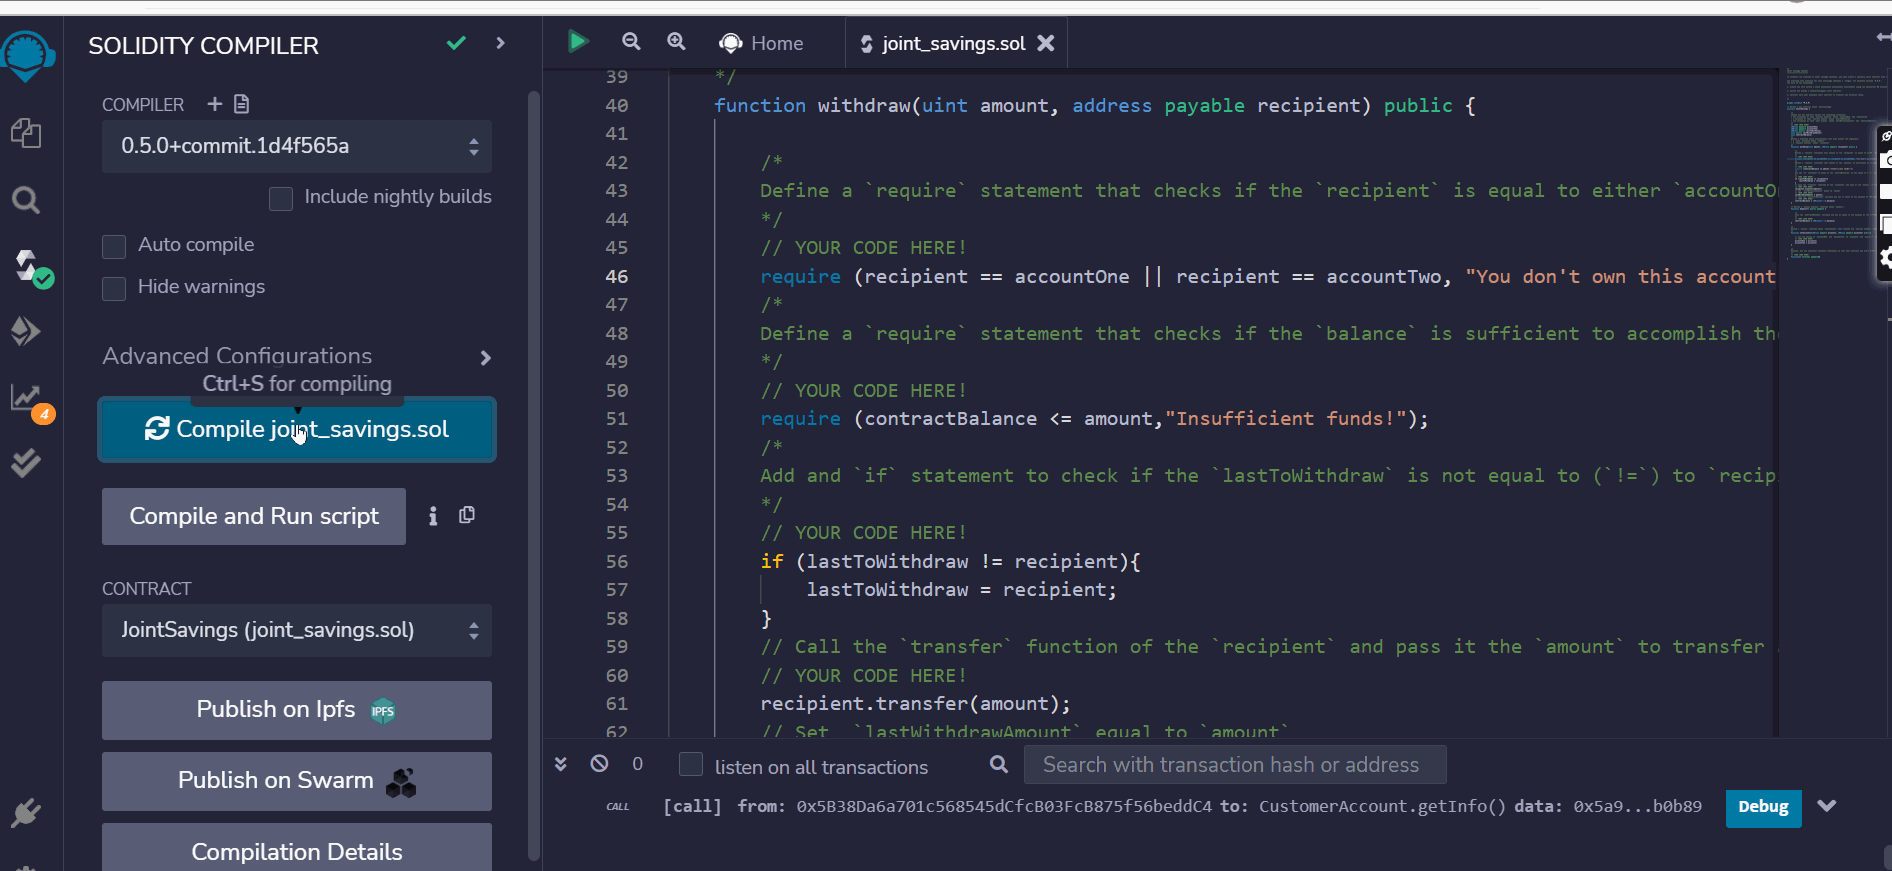 SOLIDITY COMPILER
COMPILER
0.5.0+commit.1d4f565a
Include nightly builds
Auto compile
Hide warnings
Advanced Configurations
Ctrl+S for compiling
Compile joint_savings.sol
Compile and Run script
CONTRACT
JointSavings (joint_savings.sol)
Publish on Ipfs
IPFS
Publish on Swarm
Compilation Details
4
Home
joint_savings.sol
39 */
40 function withdraw(uint amount, address payable recipient) public {
41
42 /*
43 Define a `require` statement that checks if the `recipient` is equal to either `accountO
44 */
45 // YOUR CODE HERE!
46 require (recipient == accountOne || recipient == accountTwo, "You don't own this account
47 /*
48 Define a `require` statement that checks if the `balance` is sufficient to accomplish th
49 */
50 // YOUR CODE HERE!
51 require (contractBalance <= amount,"Insufficient funds!");
52 /*
53 Add and `if` statement to check if the `lastToWithdraw` is not equal to (`!=`) to `recip
54 */
55 // YOUR CODE HERE!
56 if (lastToWithdraw != recipient){
57 lastToWithdraw = recipient;
58 }
59 // Call the `transfer` function of the `recipient` and pass it the `amount` to transfer
60 // YOUR CODE HERE!
61 recipient.transfer(amount);
62 // Set `lastWithdrawAmount` equal to `amount`
0
listen on all transactions
Search with transaction hash or address
CALL [call] from: 0x5B38Da6a701c568545dCfcB03FcB875f56beddC4 to: CustomerAccount.getInfo() data: 0x5a9...b0b89
Debug